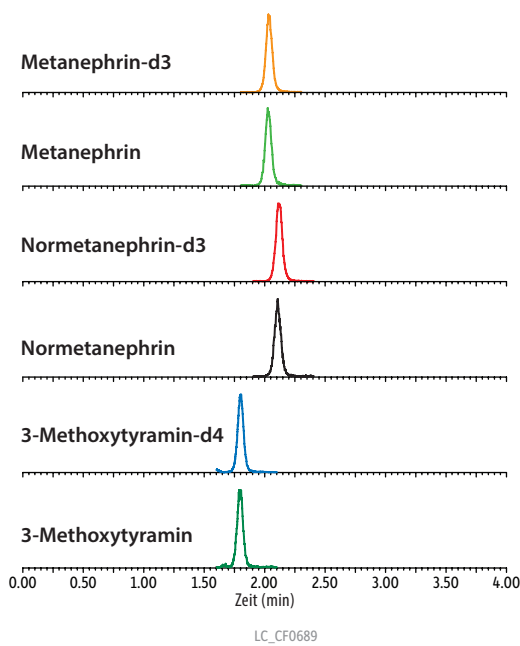 Metanephrin-d3
Metanephrin
Normetanephrin-d3
Normetanephrin
3-Methoxytyramin-d4
3-Methoxytyramin
0.00 0.50 1.00 1.50 2.00 2.50 3.00 3.50 4.00
Zeit (min)
LC_CF0689